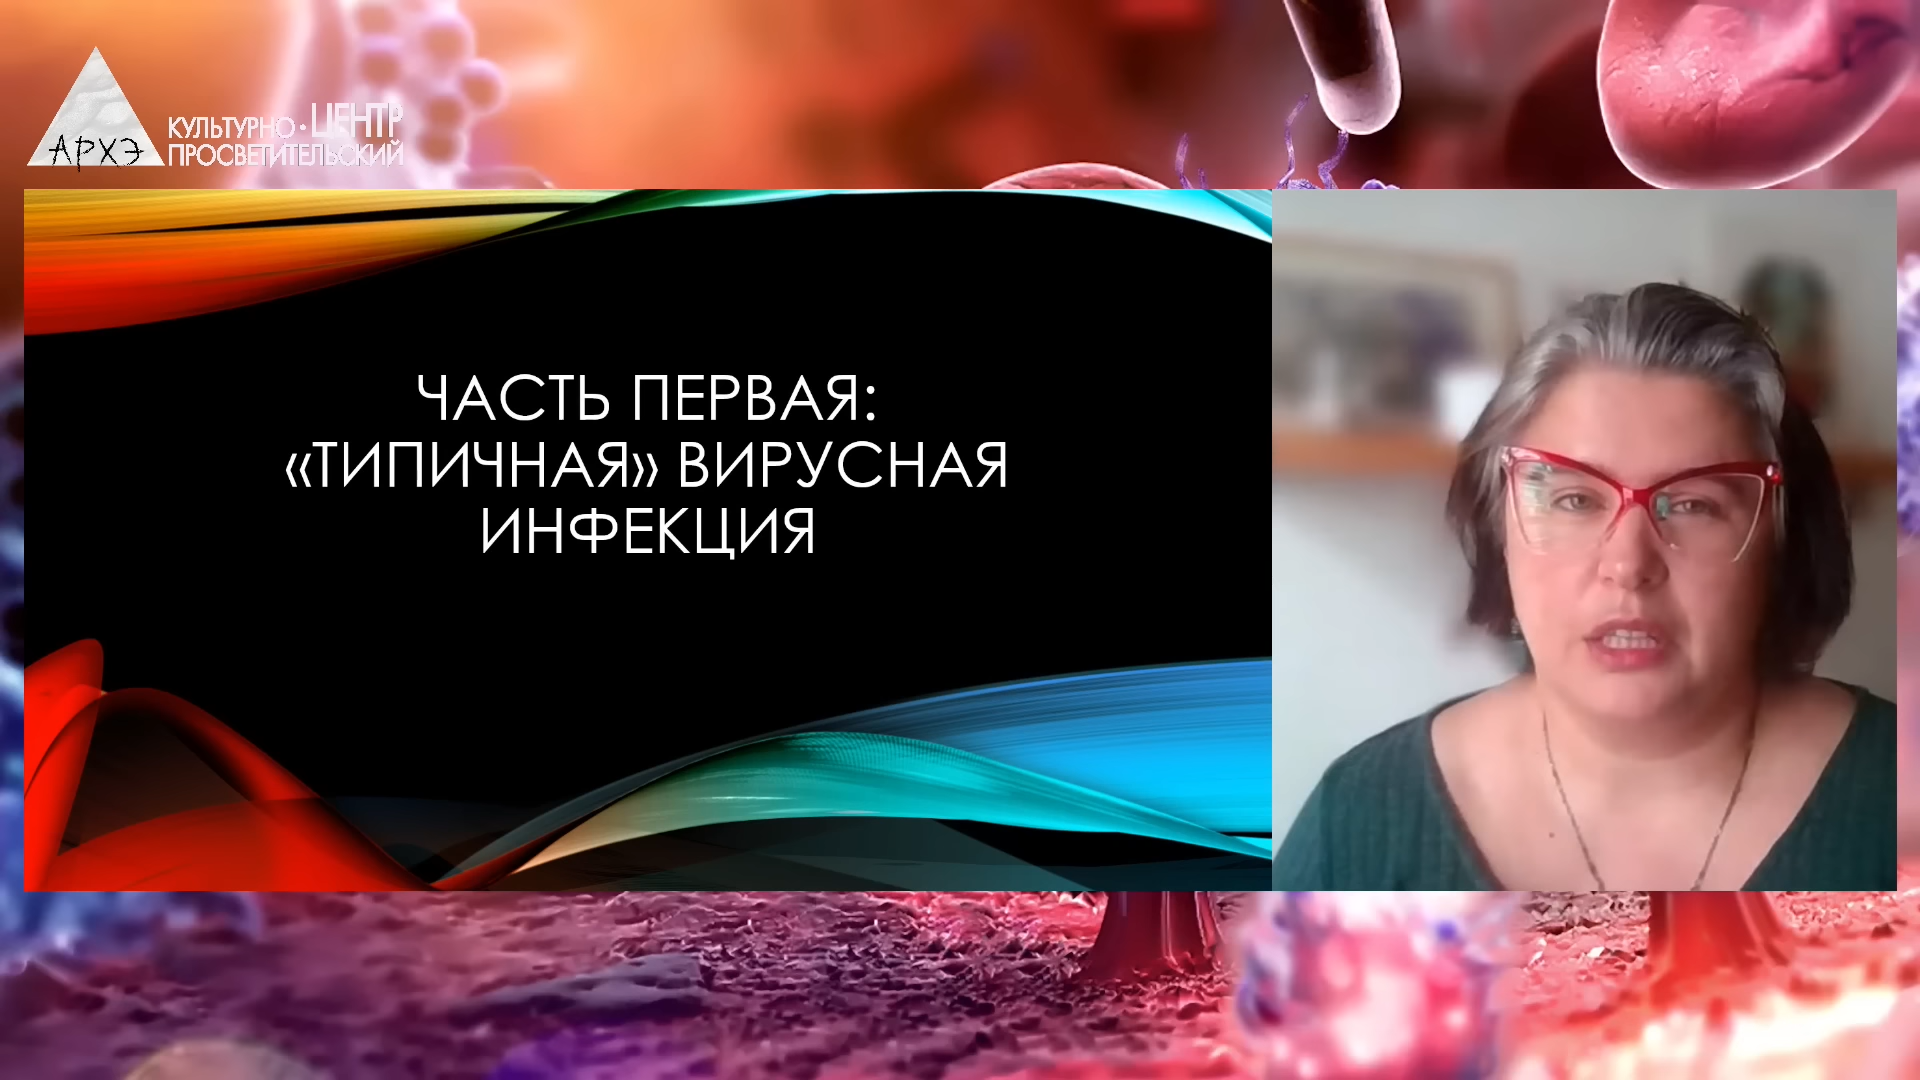 АРХЭ
КУЛЬТУРНО · ЦЕНТР
ПРОСВЕТИТЕЛЬСКИЙ
ЧАСТЬ ПЕРВАЯ:
«ТИПИЧНАЯ» ВИРУСНАЯ
ИНФЕКЦИЯ